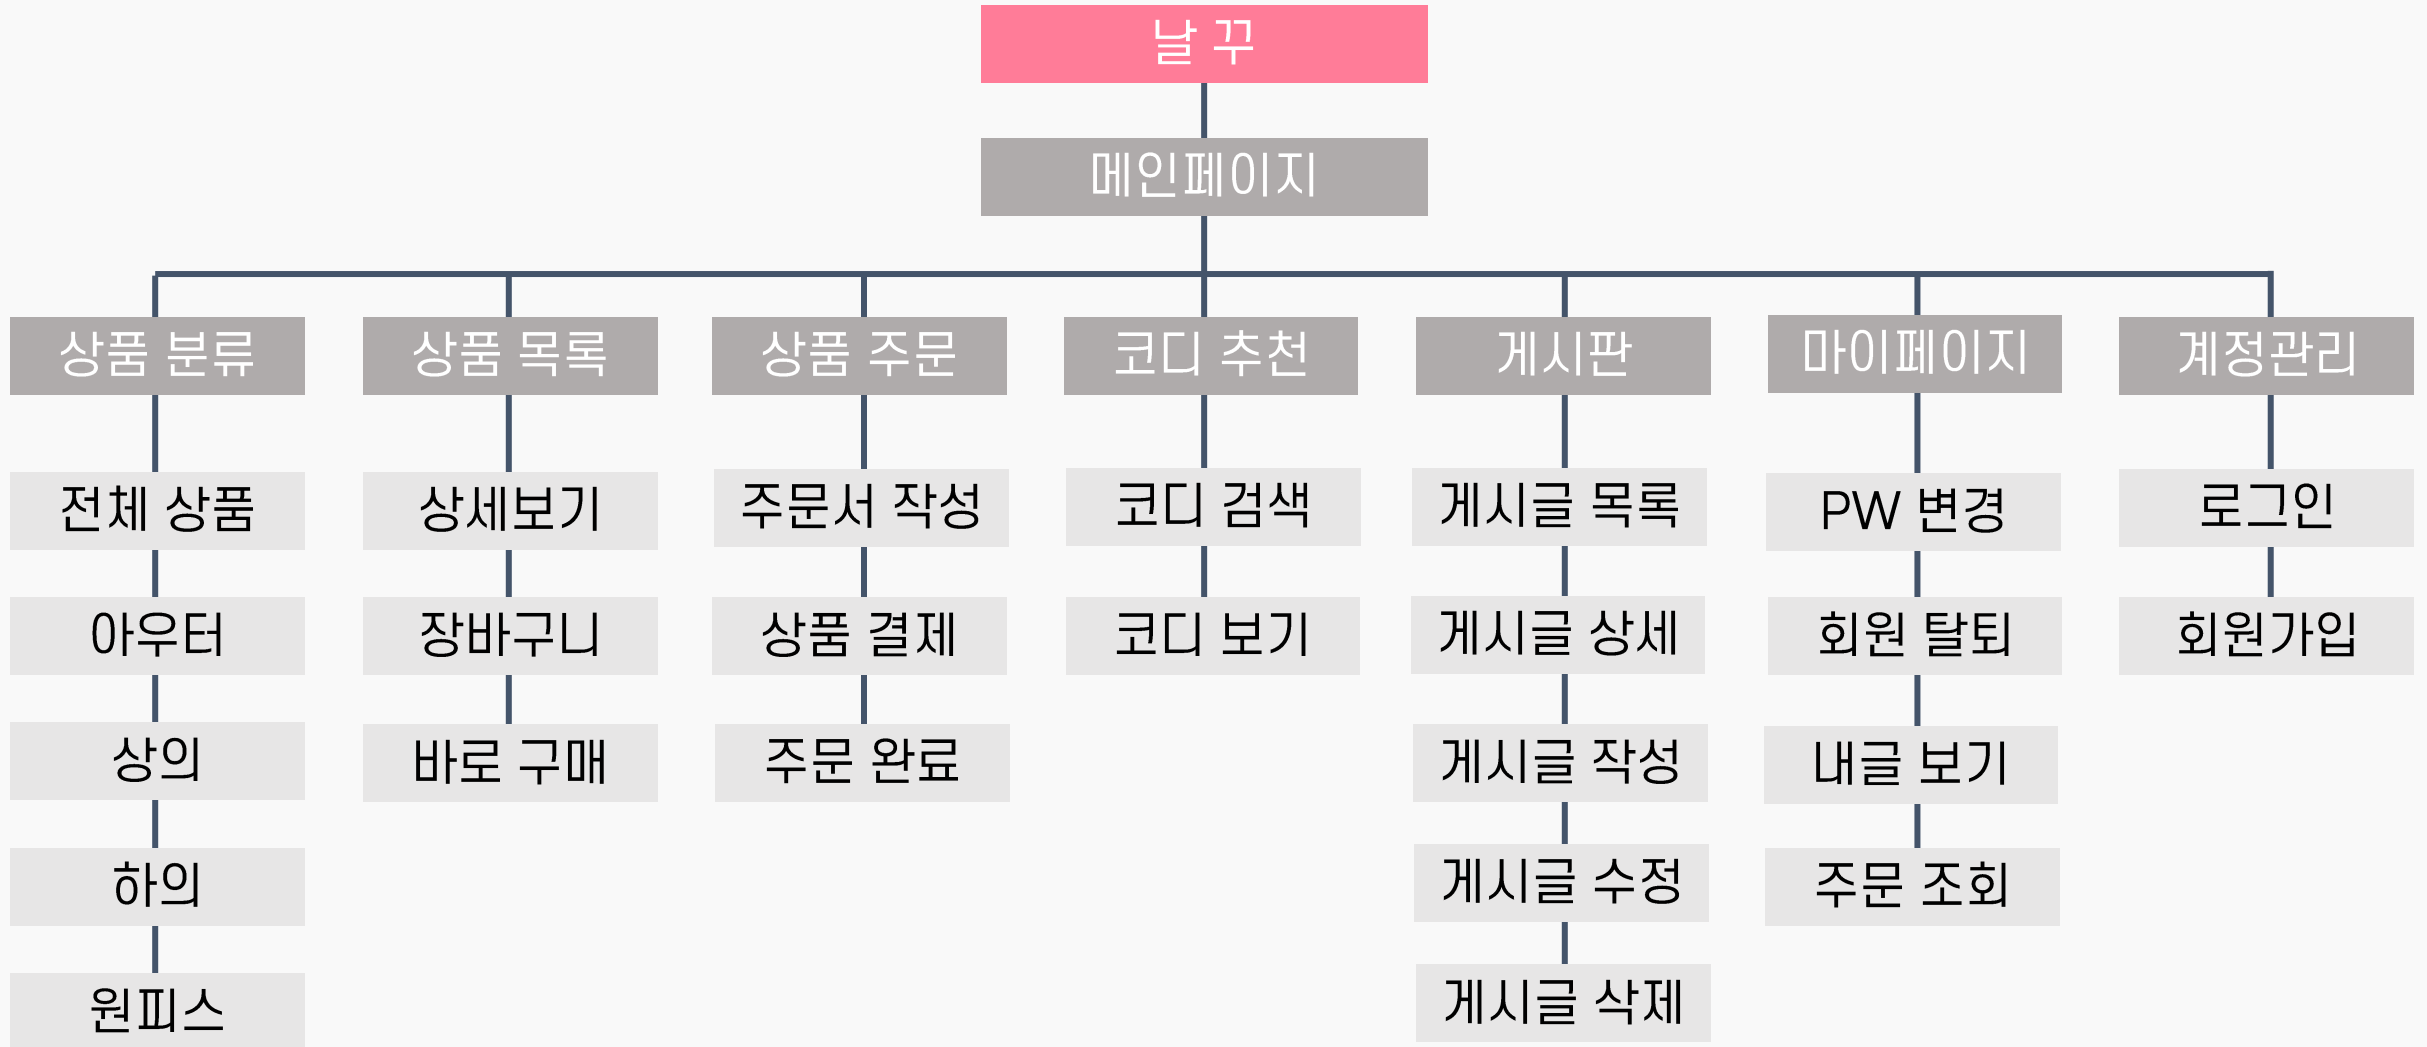 날 꾸
메인페이지
상품 분류
상품 목록
상품 주문
코디 추천
게시판
마이페이지
계정관리
전체 상품
상세보기
주문서 작성
코디 검색
게시글 목록
PW 변경
로그인
아우터
장바구니
상품 결제
코디 보기
게시글 상세
회원 탈퇴
회원가입
상의
바로 구매
주문 완료
게시글 작성
내글 보기
하의
게시글 수정
주문 조회
원피스
게시글 삭제